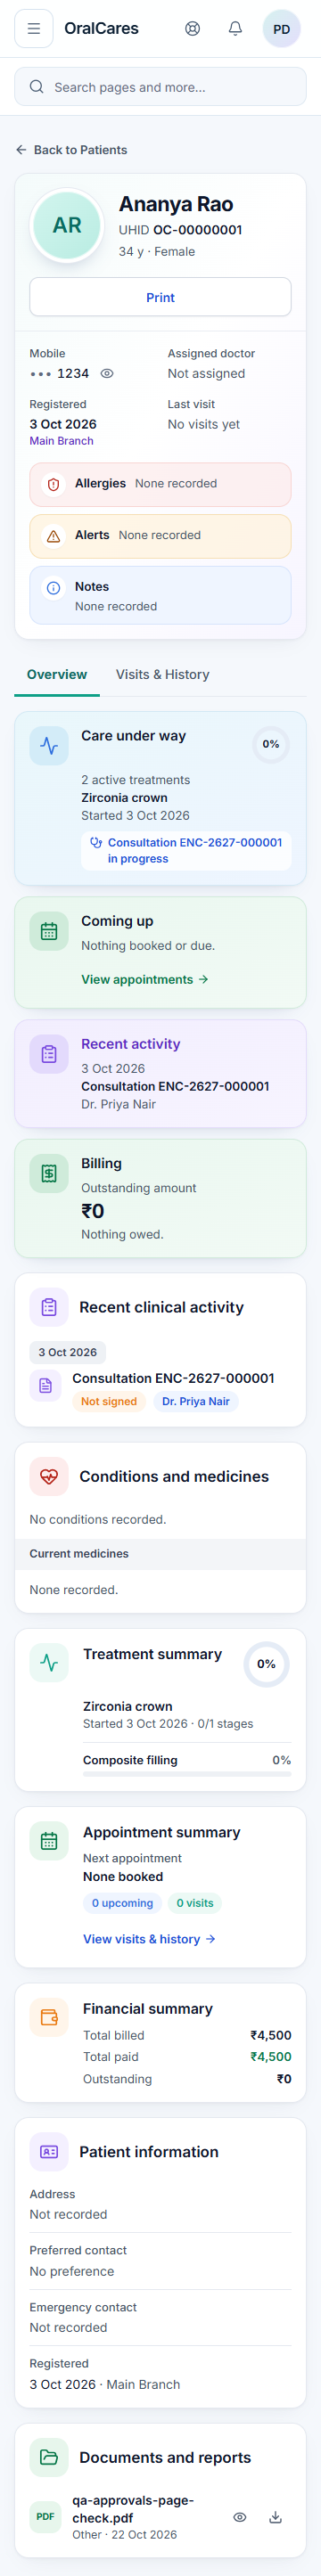 OralCares
PD
Search pages and more...
Back to Patients
AR
Ananya Rao
UHID OC-00000001
34 y · Female
Print
Mobile
••• 1234
Assigned doctor
Not assigned
Registered
3 Oct 2026
Main Branch
Last visit
No visits yet
Allergies None recorded
Alerts None recorded
Notes
None recorded
Overview
Visits & History
Care under way
0%
2 active treatments
Zirconia crown
Started 3 Oct 2026
Consultation ENC-2627-000001
in progress
Coming up
Nothing booked or due.
View appointments →
Recent activity
3 Oct 2026
Consultation ENC-2627-000001
Dr. Priya Nair
Billing
Outstanding amount
₹0
Nothing owed.
Recent clinical activity
3 Oct 2026
Consultation ENC-2627-000001
Not signed
Dr. Priya Nair
Conditions and medicines
No conditions recorded.
Current medicines
None recorded.
Treatment summary
0%
Zirconia crown
Started 3 Oct 2026 · 0/1 stages
Composite filling 0%
Appointment summary
Next appointment
None booked
0 upcoming
0 visits
View visits & history →
Financial summary
Total billed ₹4,500
Total paid ₹4,500
Outstanding ₹0
Patient information
Address
Not recorded
Preferred contact
No preference
Emergency contact
Not recorded
Registered
3 Oct 2026 · Main Branch
Documents and reports
PDF
qa-approvals-page-
check.pdf
Other · 22 Oct 2026